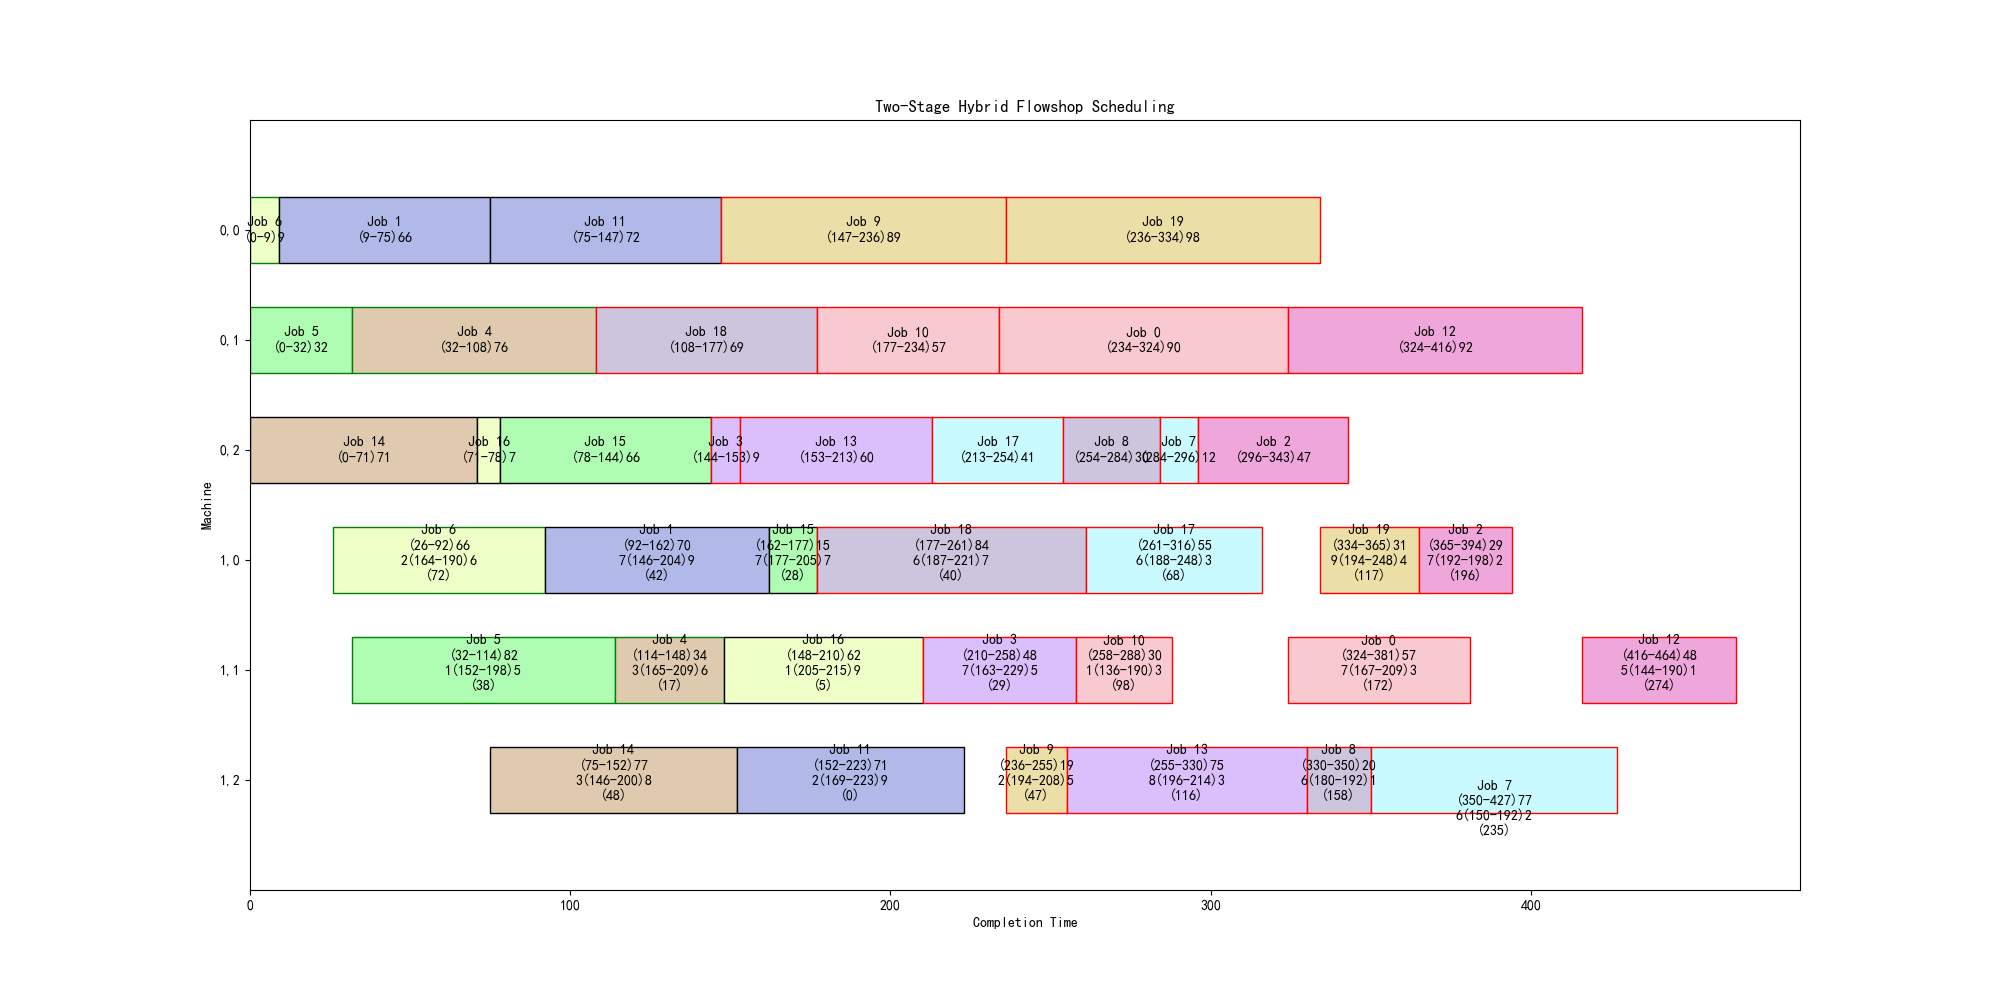 Two-Stage Hybrid Flowshop Scheduling
Machine
0,0
Job 6
(0-9)9
Job 1
(9-75)66
Job 11
(75-147)72
Job 9
(147-236)89
Job 19
(236-334)98
0,1
Job 5
(0-32)32
Job 4
(32-108)76
Job 18
(108-177)69
Job 10
(177-234)57
Job 0
(234-324)90
Job 12
(324-416)92
0,2
Job 14
(0-71)71
Job 16
(71-78)7
Job 15
(78-144)66
Job 3
(144-153)9
Job 13
(153-213)60
Job 17
(213-254)41
Job 8
(254-284)30
Job 7
(284-296)12
Job 2
(296-343)47
1,0
Job 6
(26-92)66
2(164-190)6
(72)
Job 1
(92-162)70
7(146-204)9
(42)
Job 15
(162-177)15
7(177-205)7
(28)
Job 18
(177-261)84
6(187-221)7
(40)
Job 17
(261-316)55
6(188-248)3
(68)
Job 19
(334-365)31
9(194-248)4
(117)
Job 2
(365-394)29
7(192-198)2
(196)
1,1
Job 5
(32-114)82
1(152-198)5
(38)
Job 4
(114-148)34
3(165-209)6
(17)
Job 16
(148-210)62
1(205-215)9
(5)
Job 3
(210-258)48
7(163-229)5
(29)
Job 10
(258-288)30
1(136-190)3
(98)
Job 0
(324-381)57
7(167-209)3
(172)
Job 12
(416-464)48
5(144-190)1
(274)
1,2
Job 14
(75-152)77
3(146-200)8
(48)
Job 11
(152-223)71
2(169-223)9
(0)
Job 9
(236-255)19
2(194-208)5
(47)
Job 13
(255-330)75
8(196-214)3
(116)
Job 8
(330-350)20
6(180-192)1
(158)
Job 7
(350-427)77
6(150-192)2
(235)
0
100
200
300
400
Completion Time